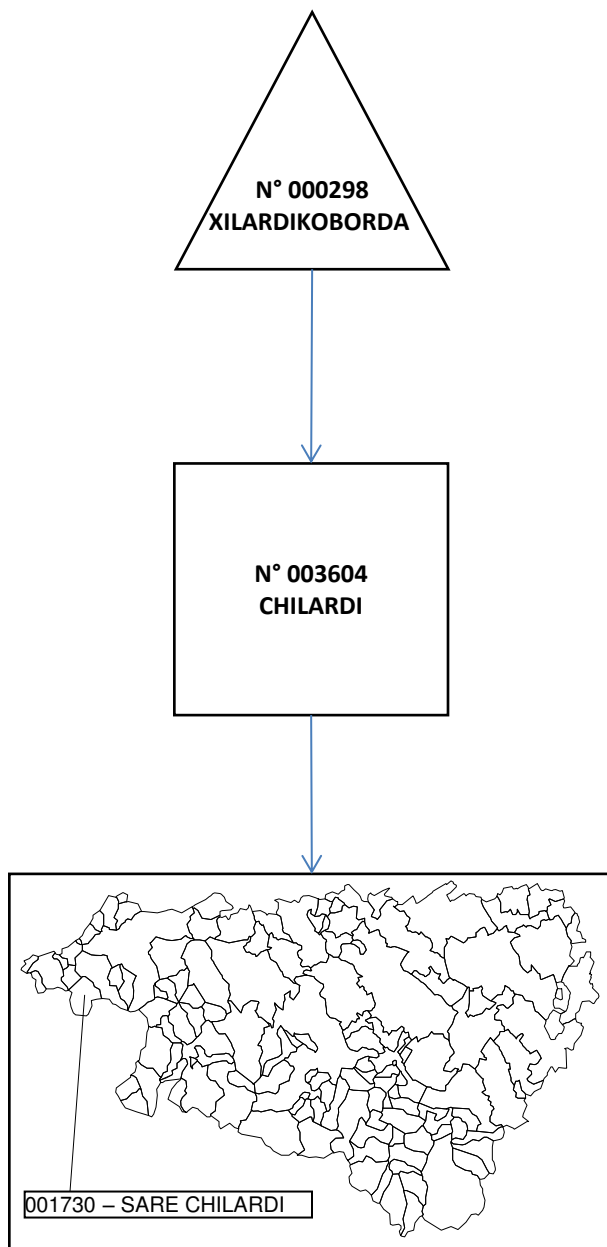 N° 000298
XILARDIKOBORDA
N° 003604
CHILARDI
001730 – SARE CHILARDI